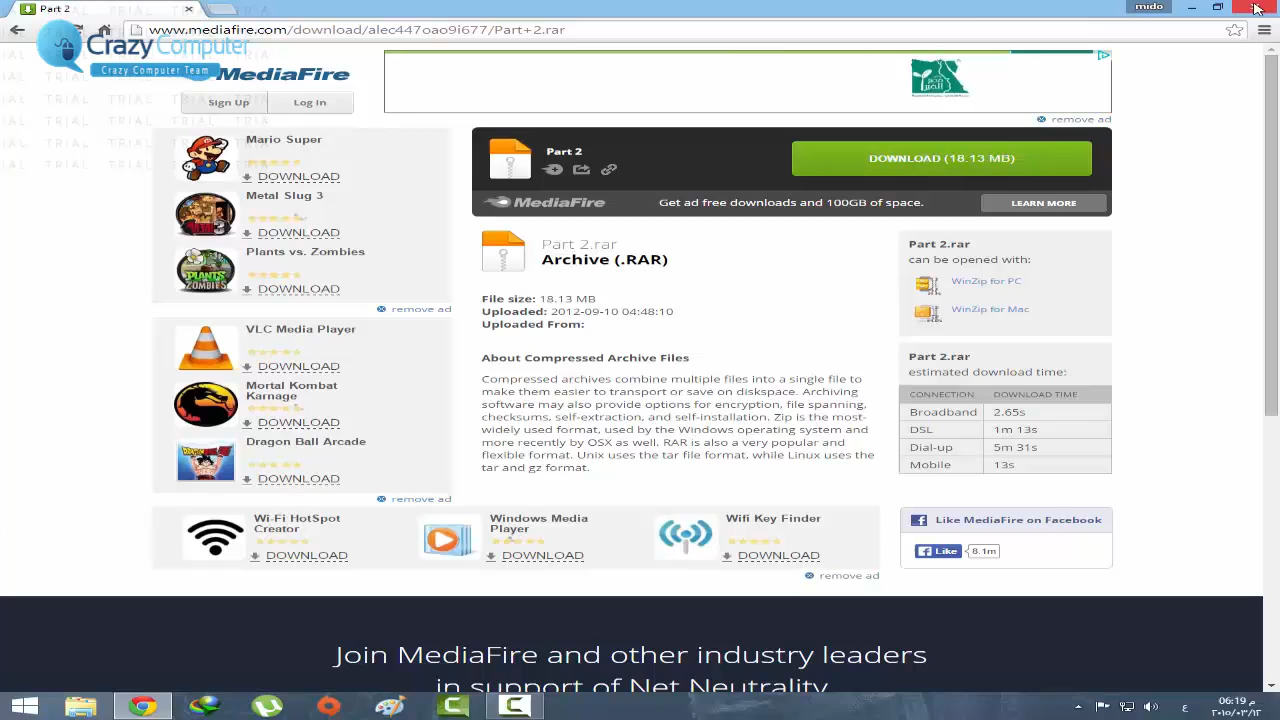 Part 2
mido
www.mediafire.com/download/alec447oao9i677/Part+2.rar
Crazy Computer
Crazy Computer Team
MediaFire
Sign Up
Log In
remove ad
TRIAL TRIAL TRIAL
Mario Super
DOWNLOAD
Metal Slug 3
DOWNLOAD
Plants vs. Zombies
DOWNLOAD
remove ad
VLC Media Player
DOWNLOAD
Mortal Kombat
Karnage
DOWNLOAD
Dragon Ball Arcade
DOWNLOAD
remove ad
Part 2
DOWNLOAD (18.13 MB)
MediaFire
Get ad free downloads and 100GB of space.
LEARN MORE
Part 2.rar
Archive (.RAR)
File size: 18.13 MB
Uploaded: 2012-09-10 04:48:10
Uploaded From:
About Compressed Archive Files
Compressed archives combine multiple files into a single file to
make them easier to transport or save on diskspace. Archiving
software may also provide options for encryption, file spanning,
checksums, self-extraction, and self-installation. Zip is the most-
widely used format, used by the Windows operating system and
more recently by OSX as well. RAR is also a very popular and
flexible format. Unix uses the tar file format, while Linux uses the
tar and gz format.
Part 2.rar
can be opened with:
WinZip for PC
WinZip for Mac
Part 2.rar
estimated download time:
CONNECTION DOWNLOAD TIME
Broadband 2.65s
DSL 1m 13s
Dial-up 5m 31s
Mobile 13s
Wi-Fi HotSpot
Creator
DOWNLOAD
Windows Media
Player
DOWNLOAD
Wifi Key Finder
DOWNLOAD
remove ad
Like MediaFire on Facebook
Like 8.1m
Join MediaFire and other industry leaders
in support of Net Neutrality
ع
06:19 م